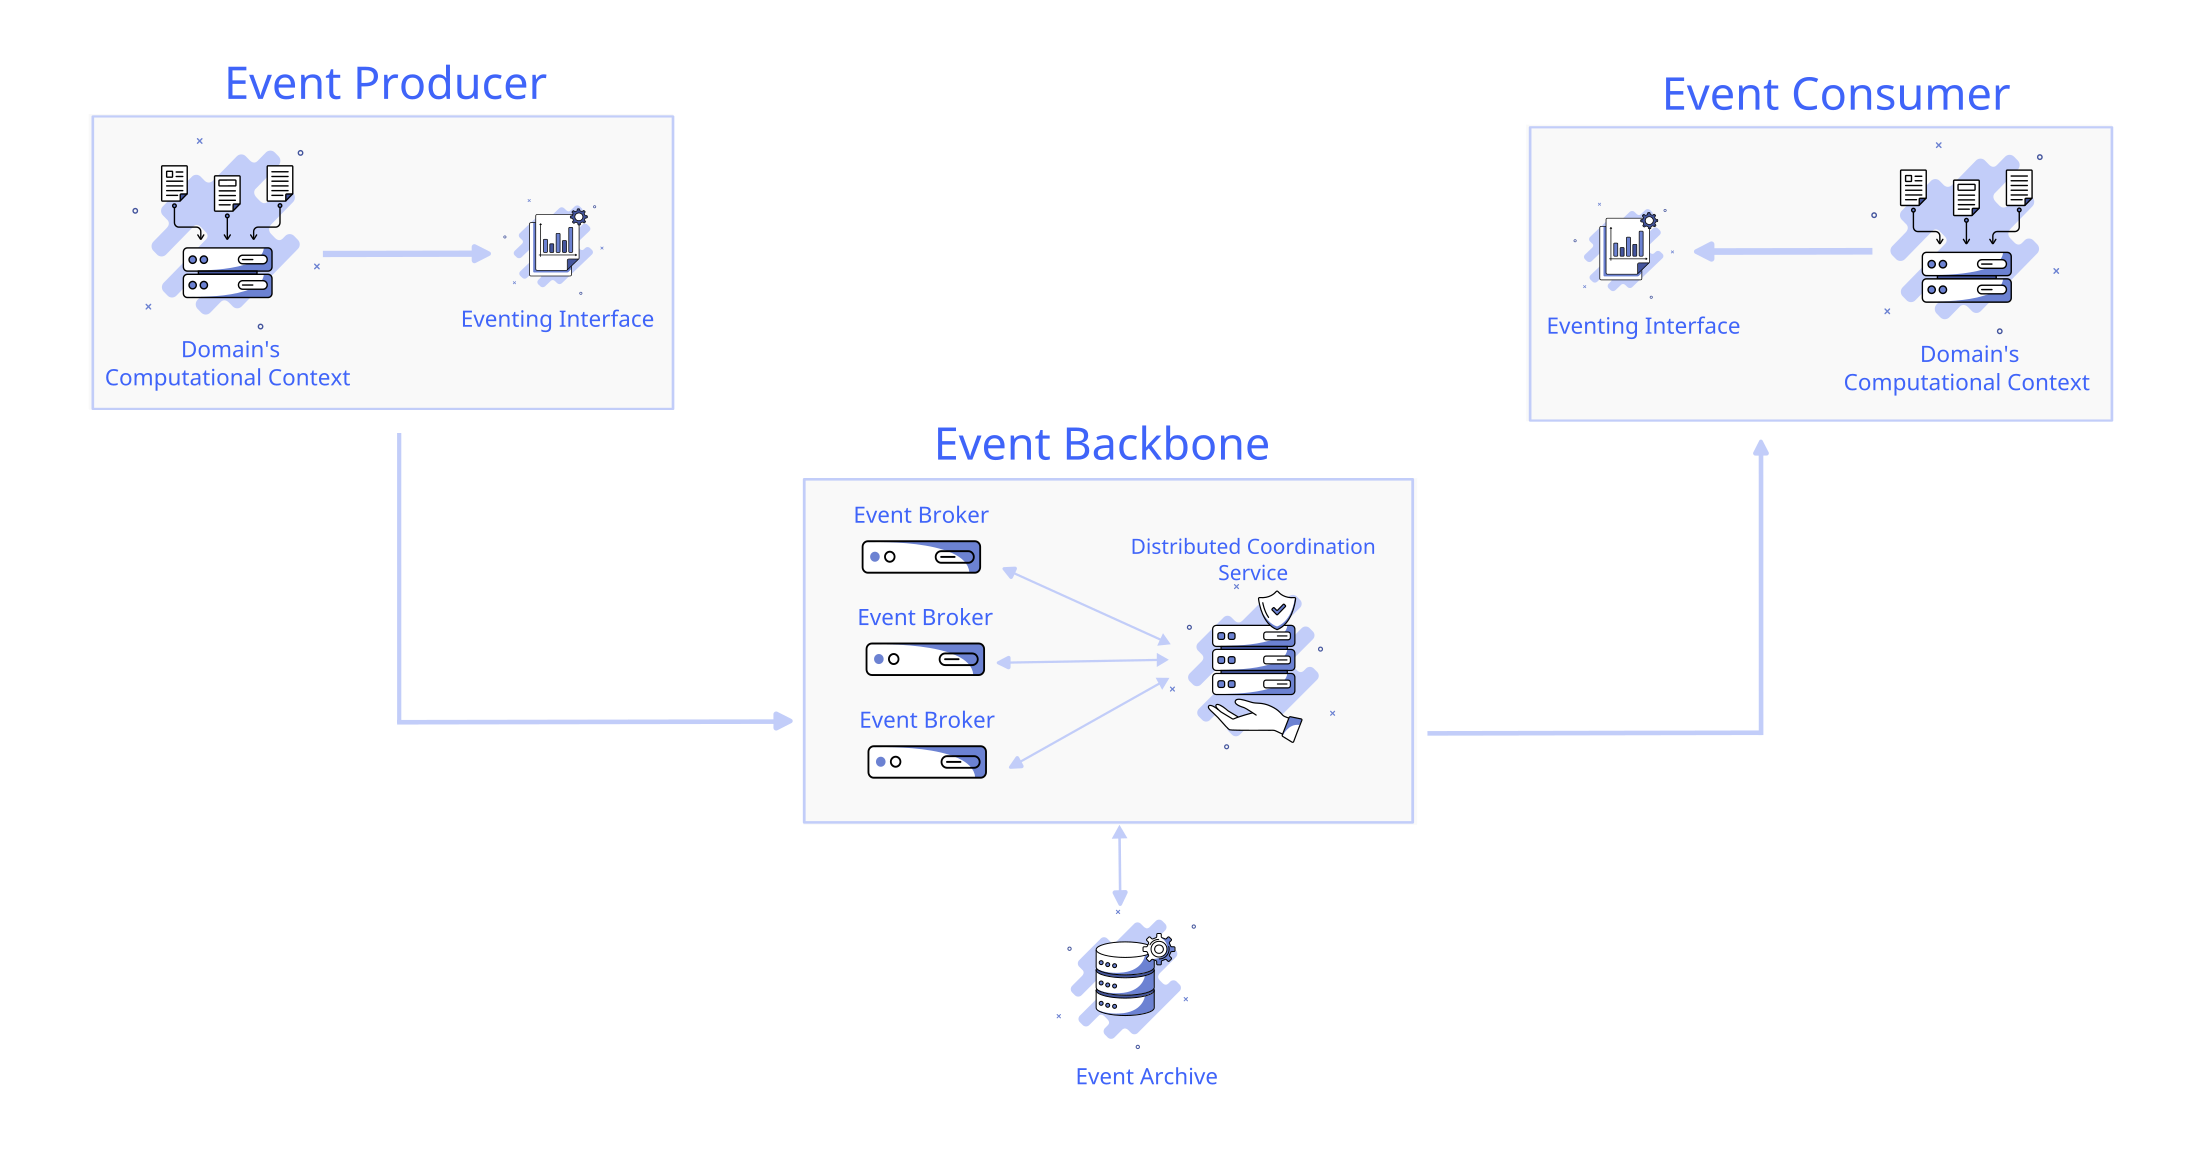 Event Producer
Domain's
Computational Context
Eventing Interface
Event Consumer
Eventing Interface
Domain's
Computational Context
Event Backbone
Event Broker
Event Broker
Event Broker
Distributed Coordination
Service
Event Archive